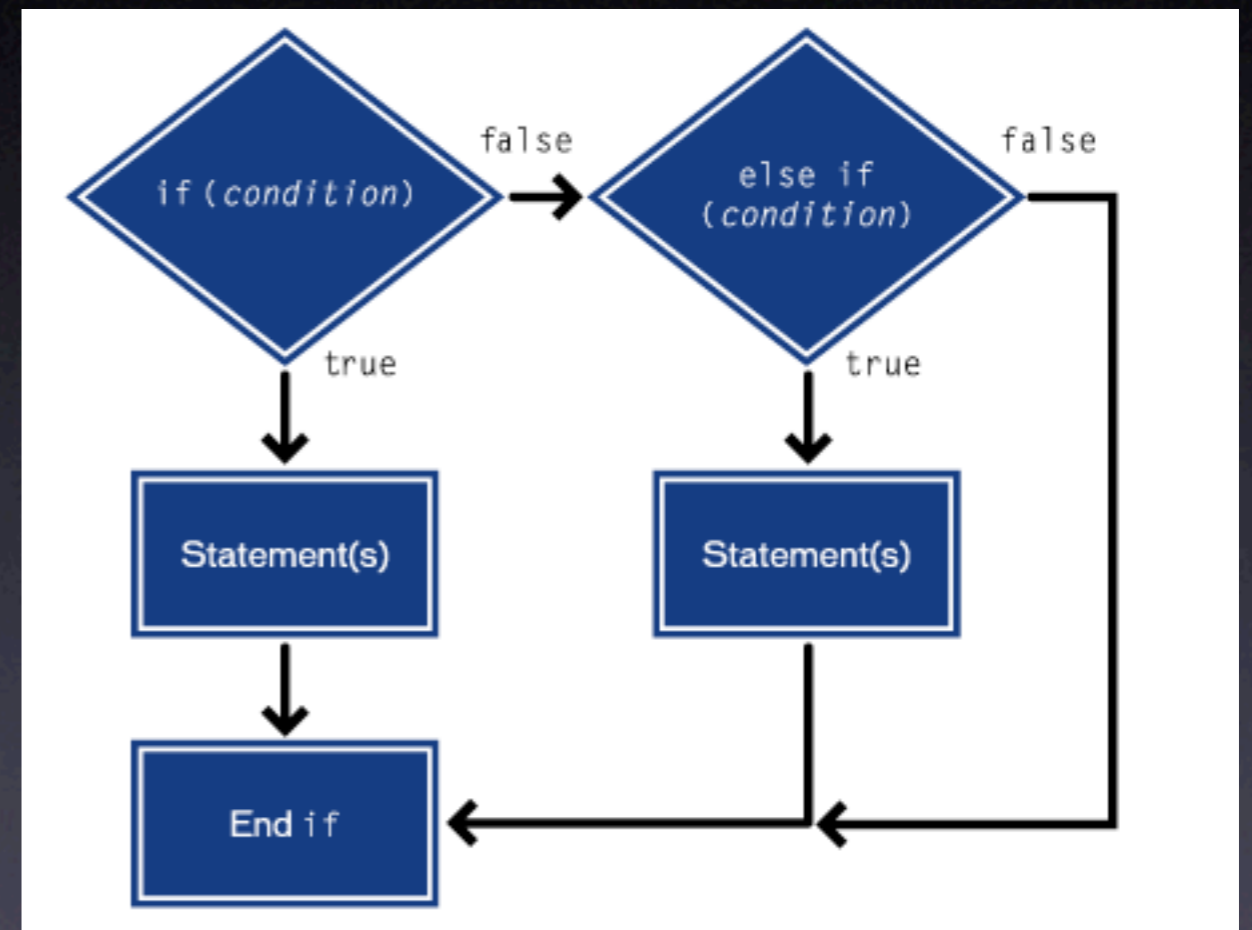 if (condition)
false
else if
(condition)
false
true
true
Statement(s)
Statement(s)
End if